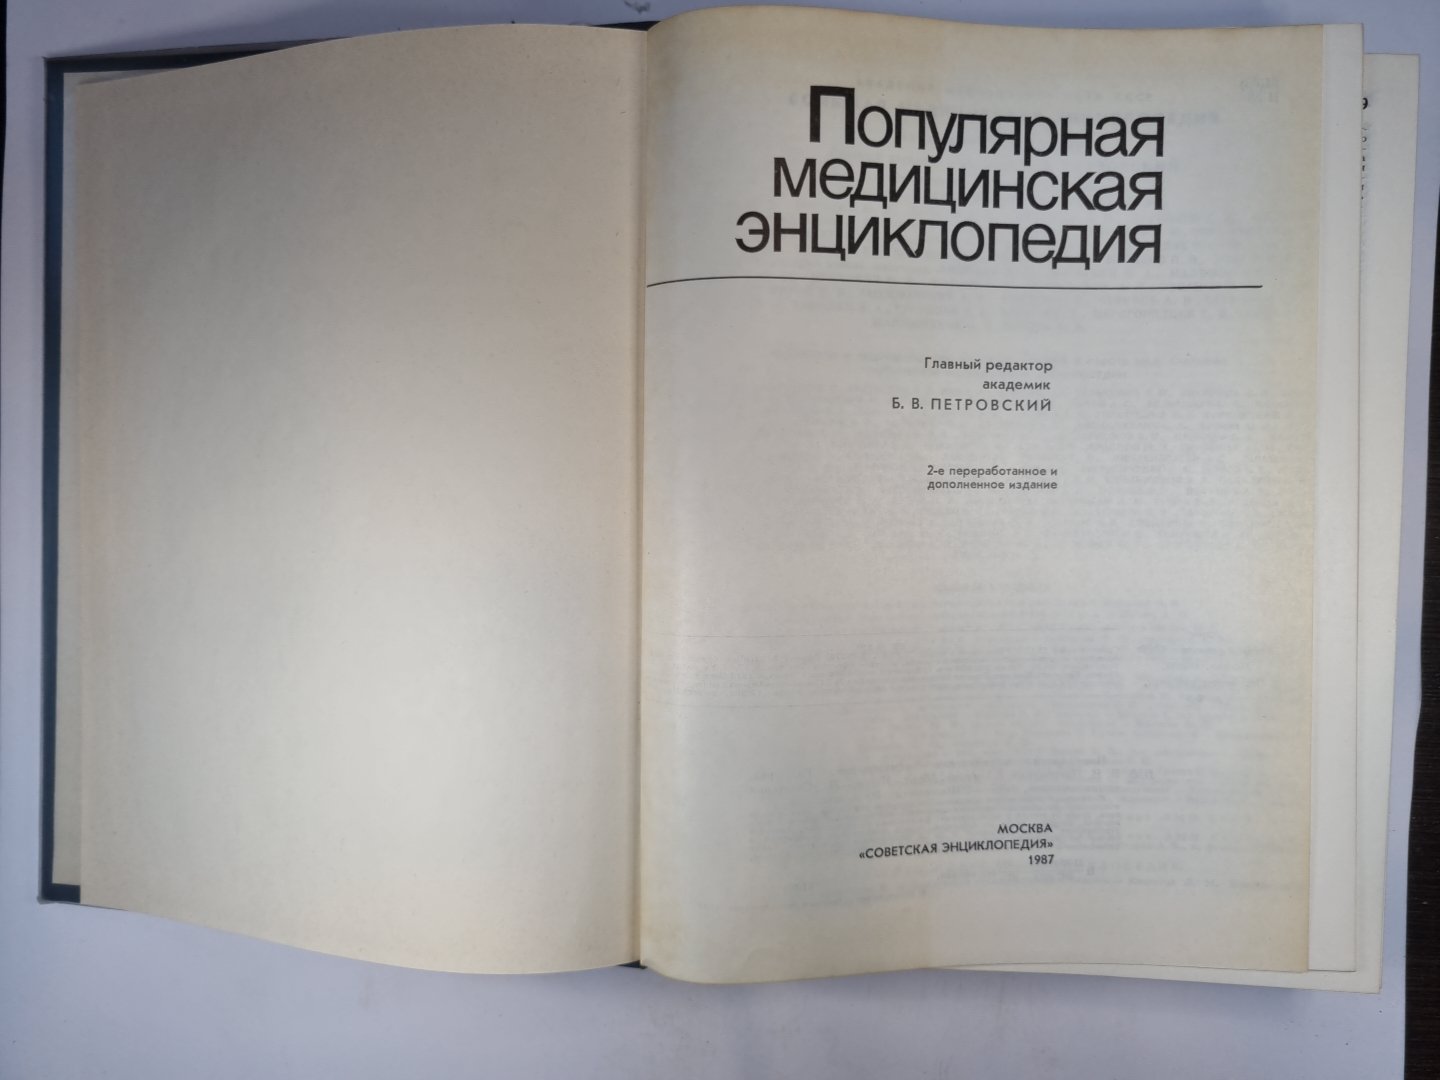 Популярная
медицинская
энциклопедия
Главный редактор
академик
Б. В. ПЕТРОВСКИЙ
2-е переработанное и
дополненное издание
МОСКВА
«СОВЕТСКАЯ ЭНЦИКЛОПЕДИЯ»
1987